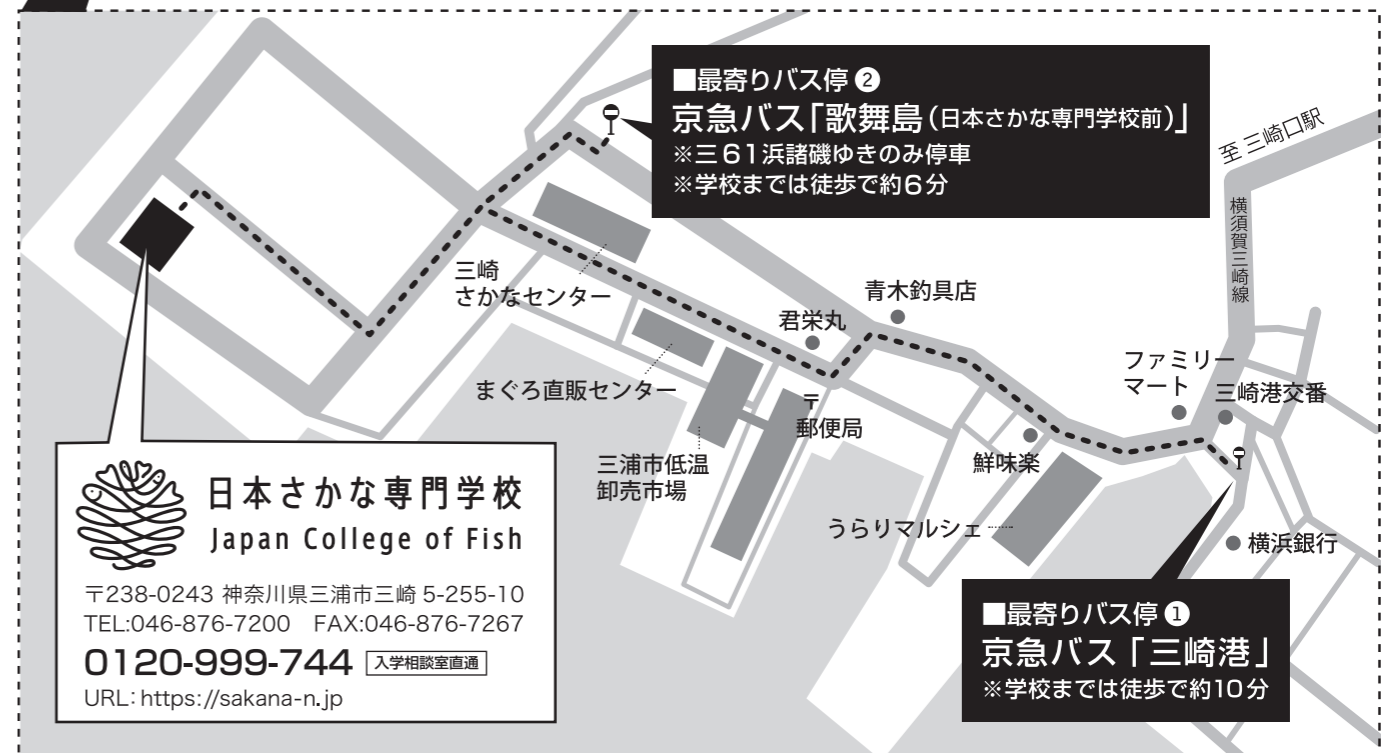 ■最寄りバス停❷
京急バス「歌舞島(日本さかな専門学校前)」
※三61浜諸磯ゆきのみ停車
※学校までは徒歩で約6分
至 三崎口駅
横須賀三崎線
三崎
さかなセンター
青木釣具店
君栄丸
ファミリー
マート
三崎港交番
まぐろ直販センター
〒
郵便局
三浦市低温
卸売市場
鮮味楽
うらりマルシェ
横浜銀行
■最寄りバス停❶
京急バス「三崎港」
※学校までは徒歩で約10分
日本さかな専門学校
Japan College of Fish
〒238-0243 神奈川県三浦市三崎 5-255-10
TEL:046-876-7200 FAX:046-876-7267
0120-999-744 入学相談室直通
URL: https://sakana-n.jp